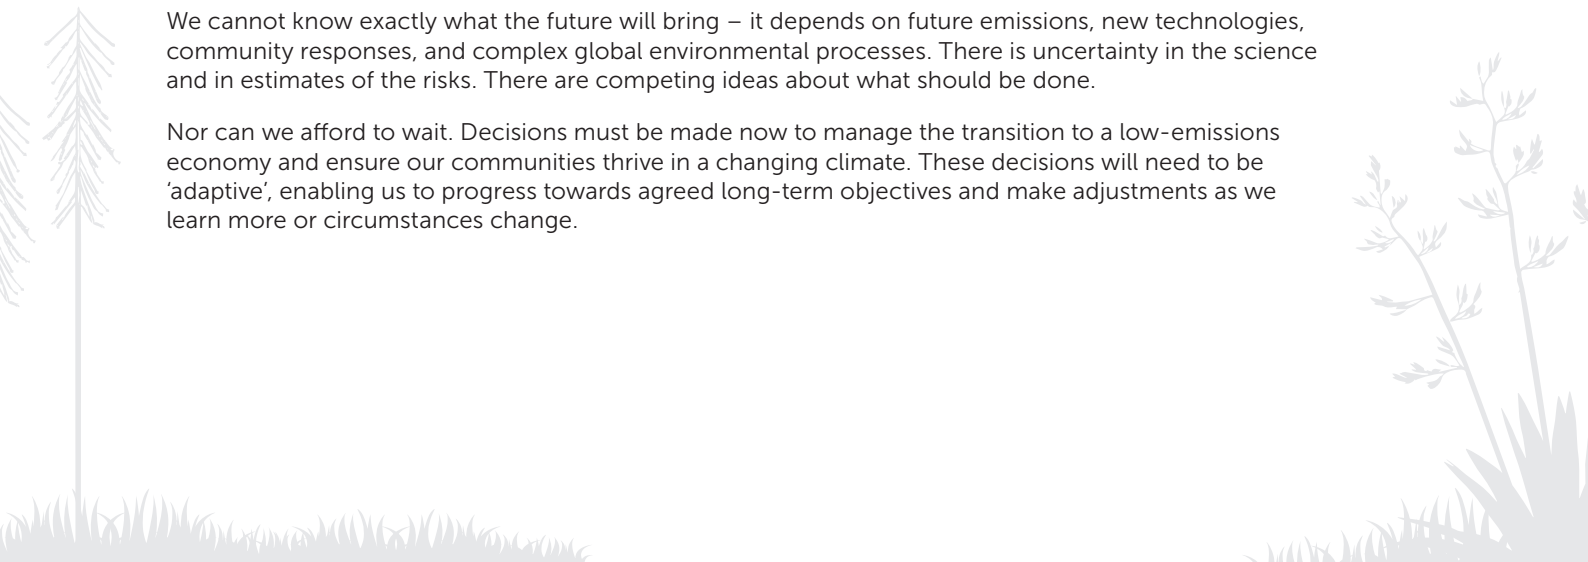 We cannot know exactly what the future will bring – it depends on future emissions, new technologies,
community responses, and complex global environmental processes. There is uncertainty in the science
and in estimates of the risks. There are competing ideas about what should be done.
Nor can we afford to wait. Decisions must be made now to manage the transition to a low-emissions
economy and ensure our communities thrive in a changing climate. These decisions will need to be
‘adaptive’, enabling us to progress towards agreed long-term objectives and make adjustments as we
learn more or circumstances change.